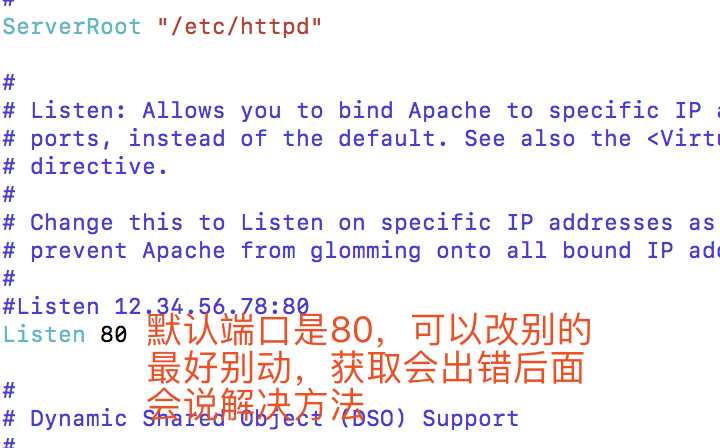 #
ServerRoot "/etc/httpd"
#
# Listen: Allows you to bind Apache to specific IP a
# ports, instead of the default. See also the <Virtu
# directive.
#
# Change this to Listen on specific IP addresses as
# prevent Apache from glomming onto all bound IP add
#
#Listen 12.34.56.78:80
Listen 80
默认端口是80，可以改别的
最好别动，获取会出错后面
会说解决方法
#
# Dynamic Shared Object (DSO) Support
#